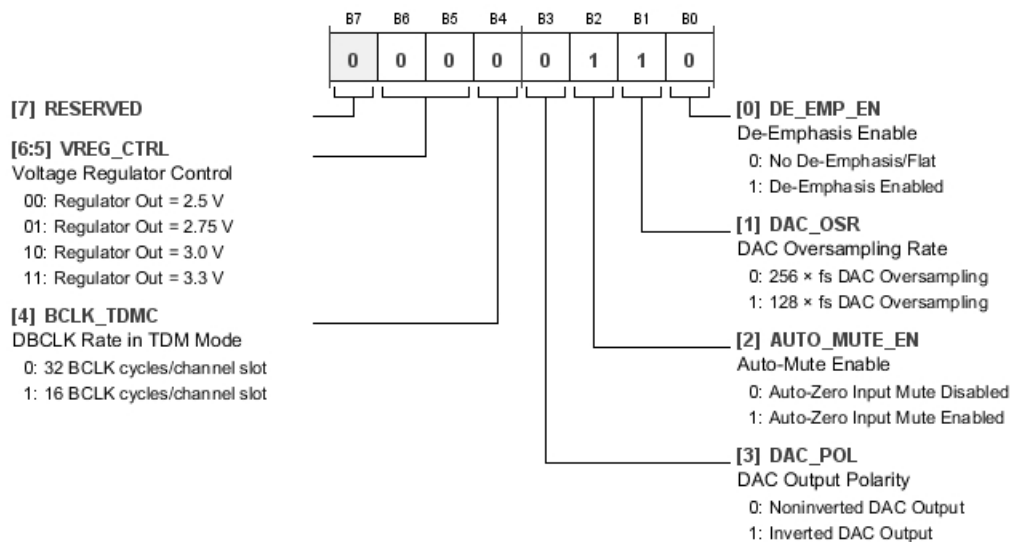 B7 B6 B5 B4 B3 B2 B1 B0
0 0 0 0 0 1 1 0
[7] RESERVED
[6:5] VREG_CTRL
Voltage Regulator Control
00: Regulator Out = 2.5 V
01: Regulator Out = 2.75 V
10: Regulator Out = 3.0 V
11: Regulator Out = 3.3 V
[4] BCLK_TDMC
DBCLK Rate in TDM Mode
0: 32 BCLK cycles/channel slot
1: 16 BCLK cycles/channel slot
[0] DE_EMP_EN
De-Emphasis Enable
0: No De-Emphasis/Flat
1: De-Emphasis Enabled
[1] DAC_OSR
DAC Oversampling Rate
0: 256 × fs DAC Oversampling
1: 128 × fs DAC Oversampling
[2] AUTO_MUTE_EN
Auto-Mute Enable
0: Auto-Zero Input Mute Disabled
1: Auto-Zero Input Mute Enabled
[3] DAC_POL
DAC Output Polarity
0: Noninverted DAC Output
1: Inverted DAC Output